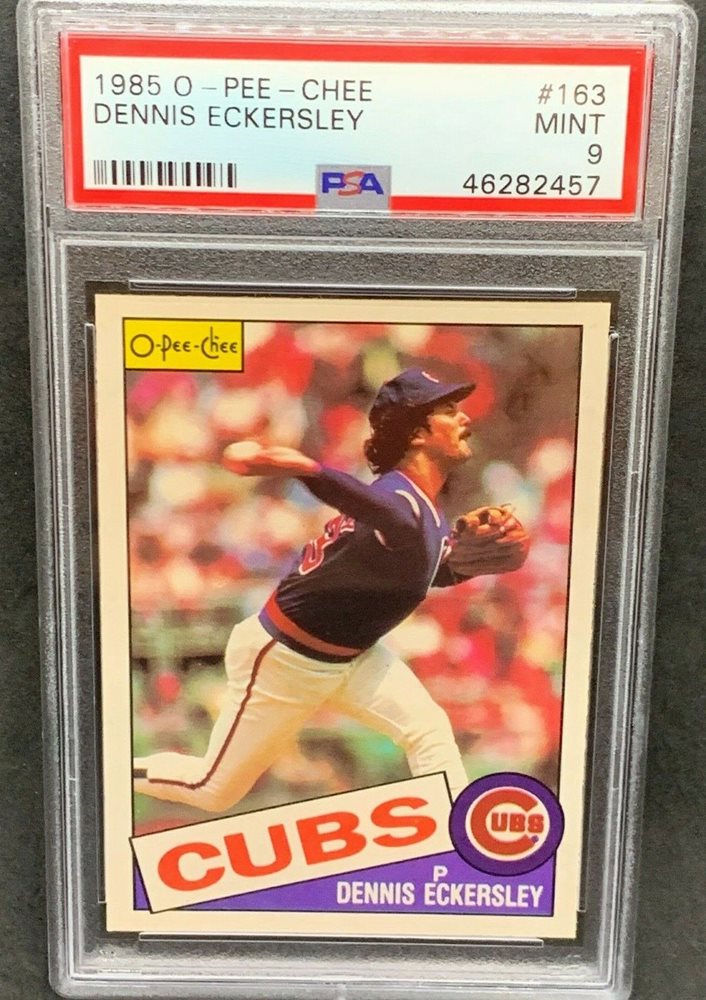 1985 O-PEE-CHEE
#163
DENNIS ECKERSLEY
MINT
9
PSA
46282457
O-Pee-Chee
CUBS
CUBS
P
DENNIS ECKERSLEY